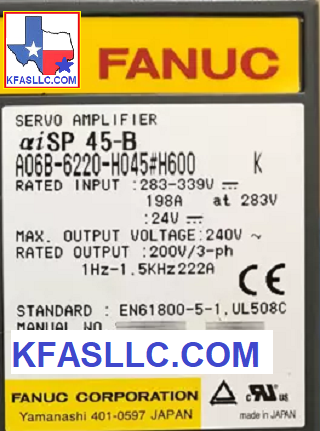 KFASLLC.COM
FANUC
SERVO AMPLIFIER
αiSP 45-B
A06B-6220-H045#H600 K
RATED INPUT :283-339V ⎓
198A at 283V
:24V ⎓
MAX. OUTPUT VOLTAGE:240V ~
RATED OUTPUT :200V/3-ph
1Hz-1.5KHz222A
CE
STANDARD : EN61800-5-1,UL508C
MANUAL NO
KFASLLC.COM
FANUC CORPORATION
Yamanashi 401-0597 JAPAN
c UL us
made in JAPAN